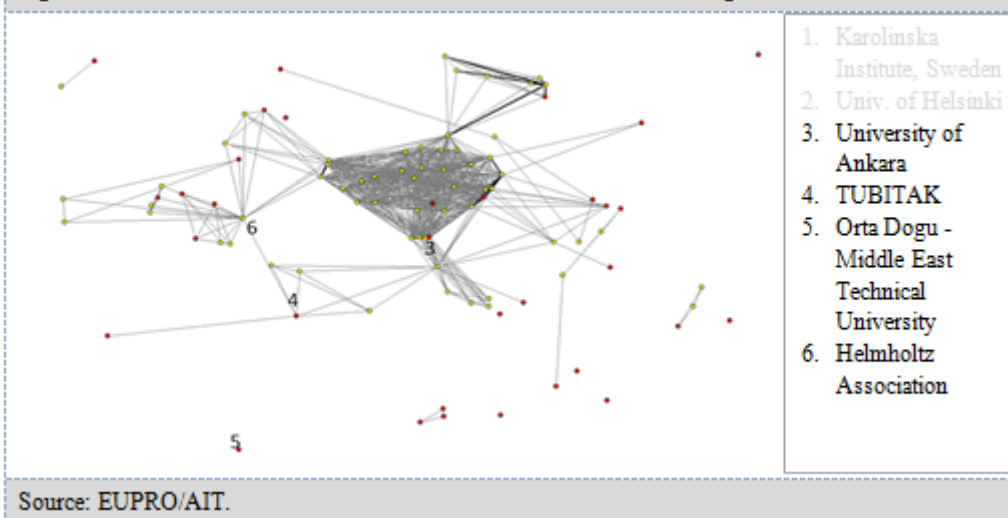 1. Karolinska
Institute, Sweden
2. Univ. of Helsinki
3. University of
Ankara
4. TUBITAK
5. Orta Dogu -
Middle East
Technical
University
6. Helmholtz
Association
6
3
4
5
Source: EUPRO/AIT.